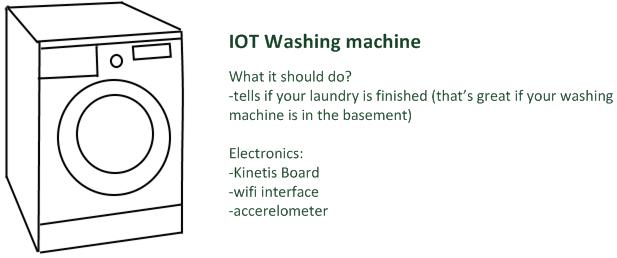 IOT Washing machine
What it should do?
-tells if your laundry is finished (that's great if your washing
machine is in the basement)
Electronics:
-Kinetis Board
-wifi interface
-accerelometer